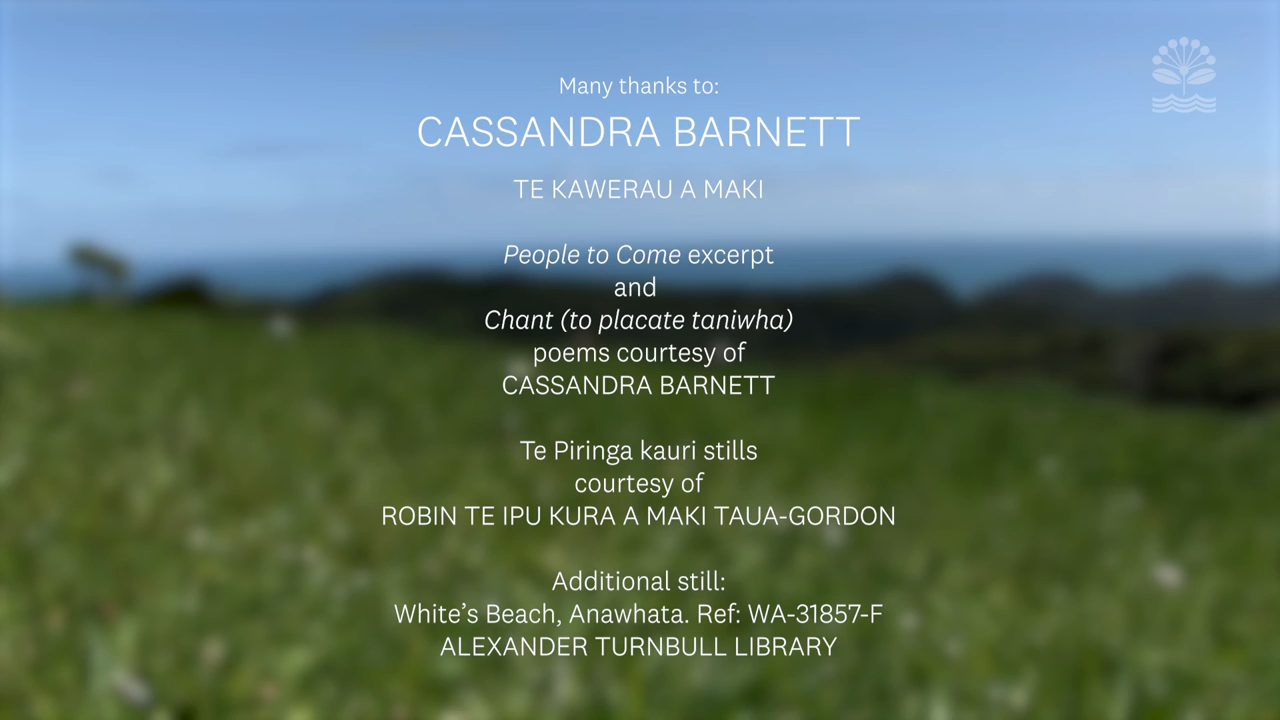 Many thanks to:
CASSANDRA BARNETT
TE KAWERAU A MAKI
People to Come excerpt
and
Chant (to placate taniwha)
poems courtesy of
CASSANDRA BARNETT
Te Piringa kauri stills
courtesy of
ROBIN TE IPU KURA A MAKI TAUA-GORDON
Additional still:
White's Beach, Anawhata. Ref: WA-31857-F
ALEXANDER TURNBULL LIBRARY